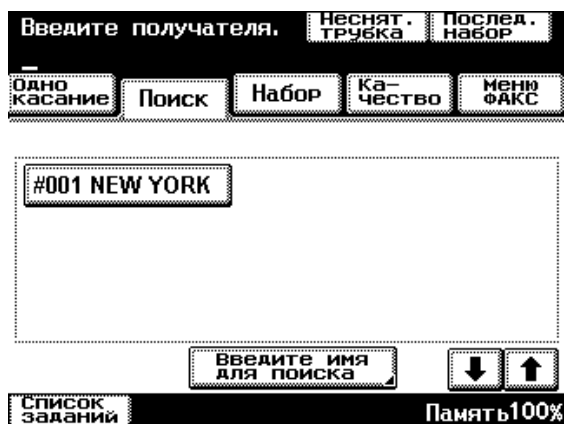 Введите получателя.
Неснят.
трубка
Послед.
набор
Одно
касание
Поиск
Набор
Ка-
чество
Меню
ФАКС
#001 NEW YORK
Введите имя
для поиска
Список
заданий
Память100%